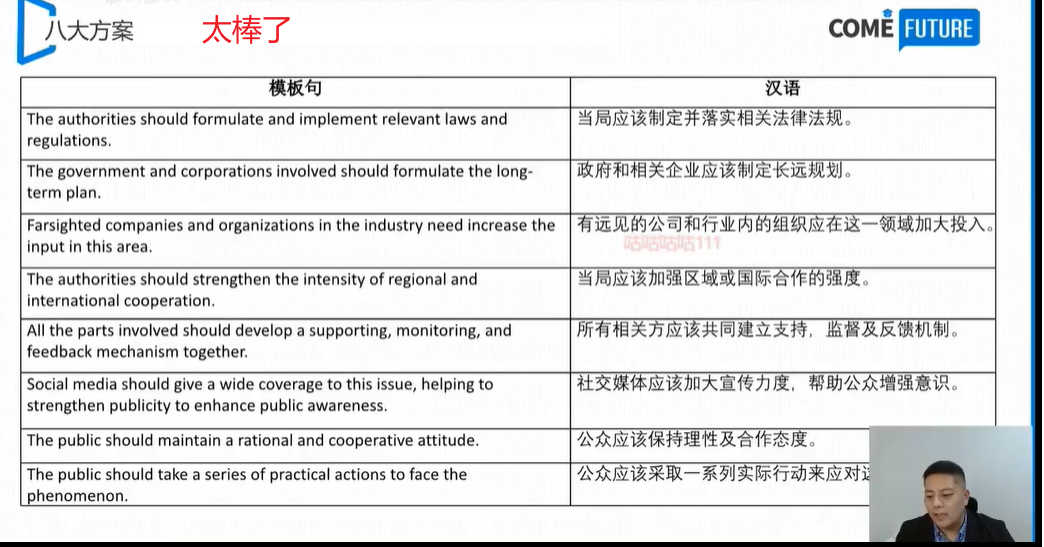 八大方案
太棒了
COME FUTURE
模板句
汉语
The authorities should formulate and implement relevant laws and
regulations.
当局应该制定并落实相关法律法规。
The government and corporations involved should formulate the long-
term plan.
政府和相关企业应该制定长远规划。
Farsighted companies and organizations in the industry need increase the
input in this area.
有远见的公司和行业内的组织应在这一领域加大投入。
咕咕咕咕111
The authorities should strengthen the intensity of regional and
international cooperation.
当局应该加强区域或国际合作的强度。
All the parts involved should develop a supporting, monitoring, and
feedback mechanism together.
所有相关方应该共同建立支持，监督及反馈机制。
Social media should give a wide coverage to this issue, helping to
strengthen publicity to enhance public awareness.
社交媒体应该加大宣传力度，帮助公众增强意识。
The public should maintain a rational and cooperative attitude.
公众应该保持理性及合作态度。
The public should take a series of practical actions to face the
phenomenon.
公众应该采取一系列实际行动来应对